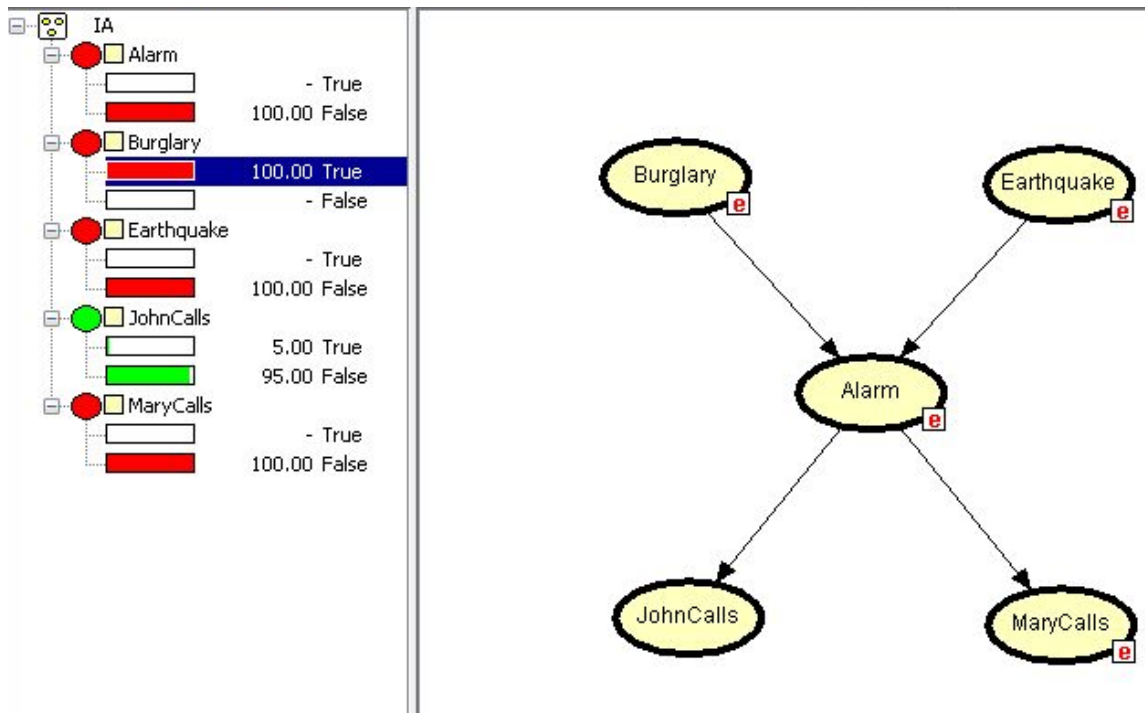 IA
Alarm
- True
100.00 False
Burglary
100.00 True
- False
Earthquake
- True
100.00 False
JohnCalls
5.00 True
95.00 False
MaryCalls
- True
100.00 False
Burglary
e
Earthquake
e
Alarm
e
JohnCalls
MaryCalls
e